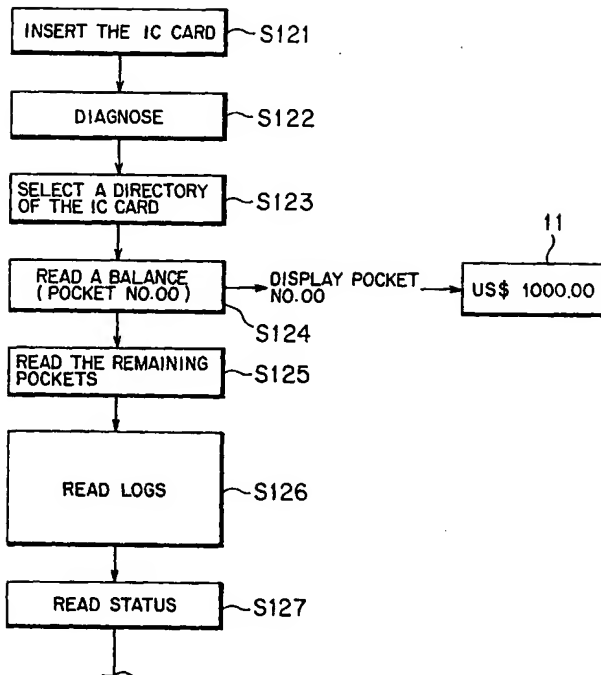 INSERT THE IC CARD
S121
DIAGNOSE
S122
SELECT A DIRECTORY
OF THE IC CARD
S123
11
READ A BALANCE
(POCKET NO.00)
DISPLAY POCKET
NO.00
US$ 1000.00
S124
READ THE REMAINING
POCKETS
S125
READ LOGS
S126
READ STATUS
S127